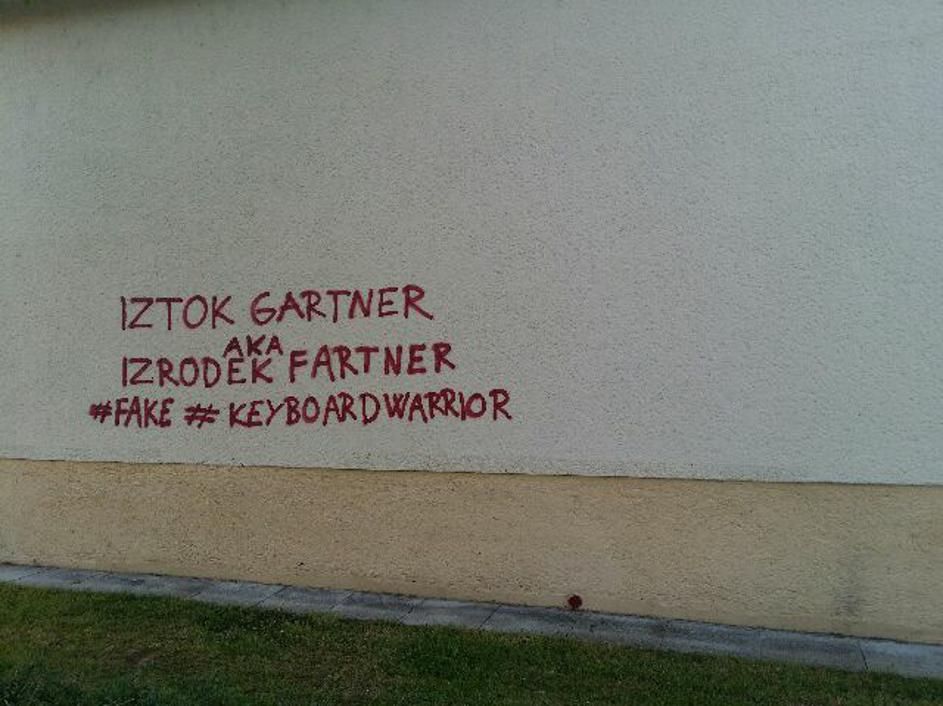 IZTOK GARTNER
AKA
IZRODEK FARTNER
#FAKE # KEYBOARDWARRIOR